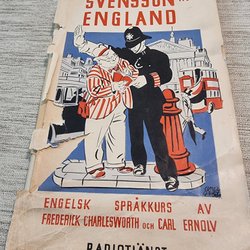 SVENSSON I
ENGLAND
ENGELSK SPRÅKKURS AV
FREDERICK CHARLESWORTH OCH CARL ERNOLV
RADIOTJÄNST